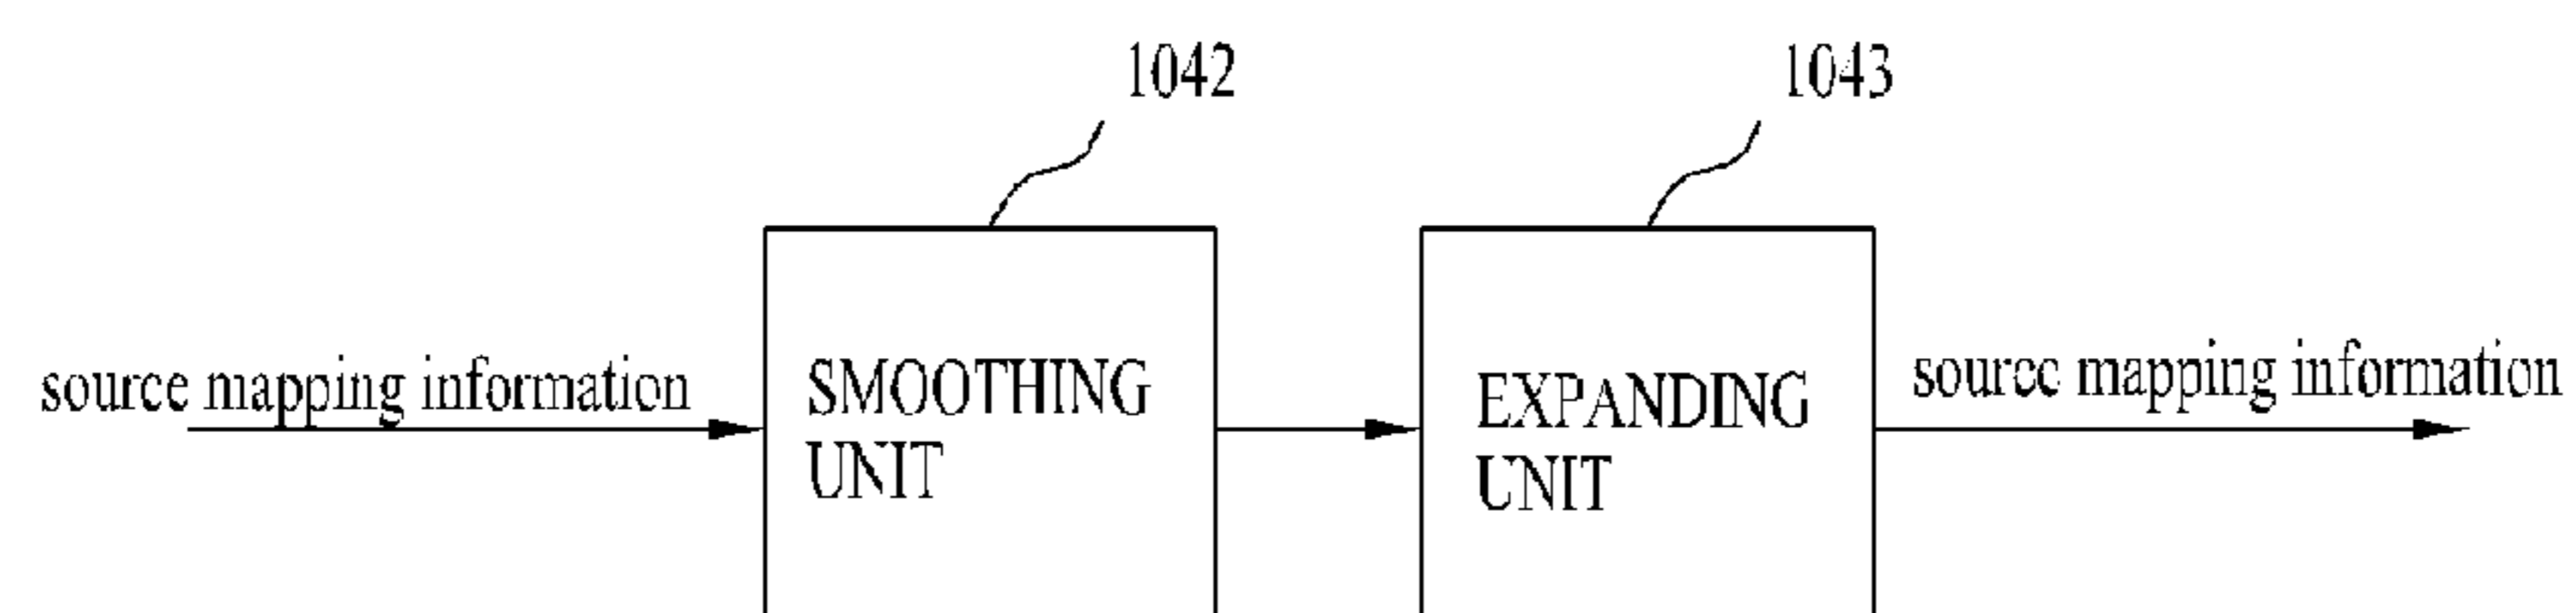 1042
1043
source mapping information
SMOOTHING
UNIT
EXPANDING
UNIT
source mapping information